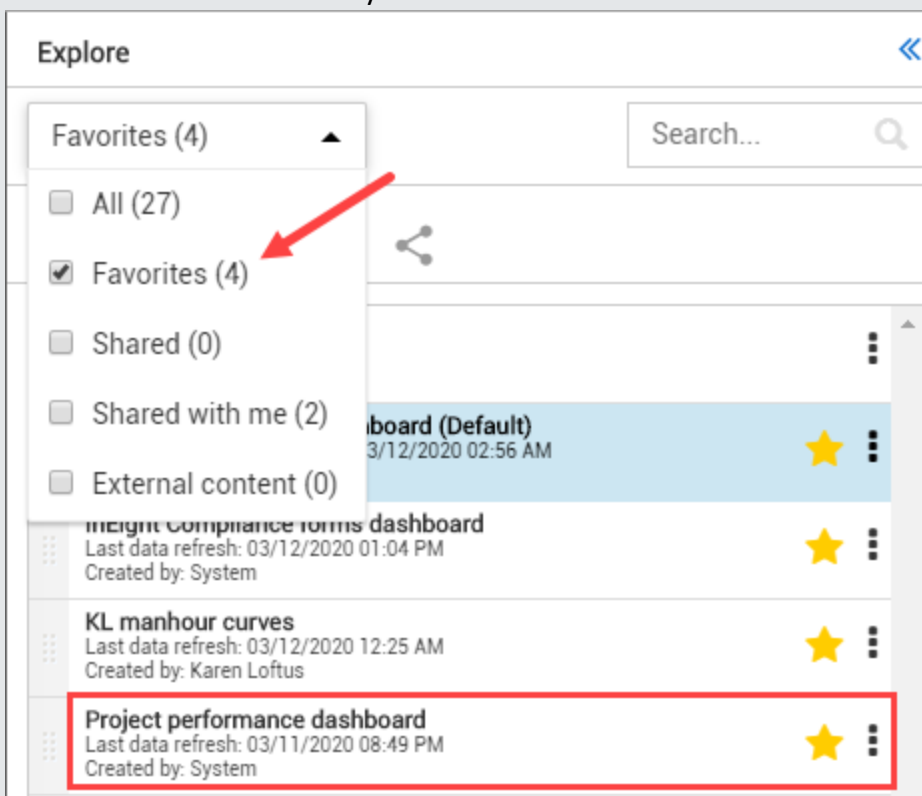 Explore
Favorites (4)
Search...
All (27)
Favorites (4)
Shared (0)
Shared with me (2)
External content (0)
board (Default)
3/12/2020 02:56 AM
InEight Compliance forms dashboard
Last data refresh: 03/12/2020 01:04 PM
Created by: System
KL manhour curves
Last data refresh: 03/12/2020 12:25 AM
Created by: Karen Loftus
Project performance dashboard
Last data refresh: 03/11/2020 08:49 PM
Created by: System